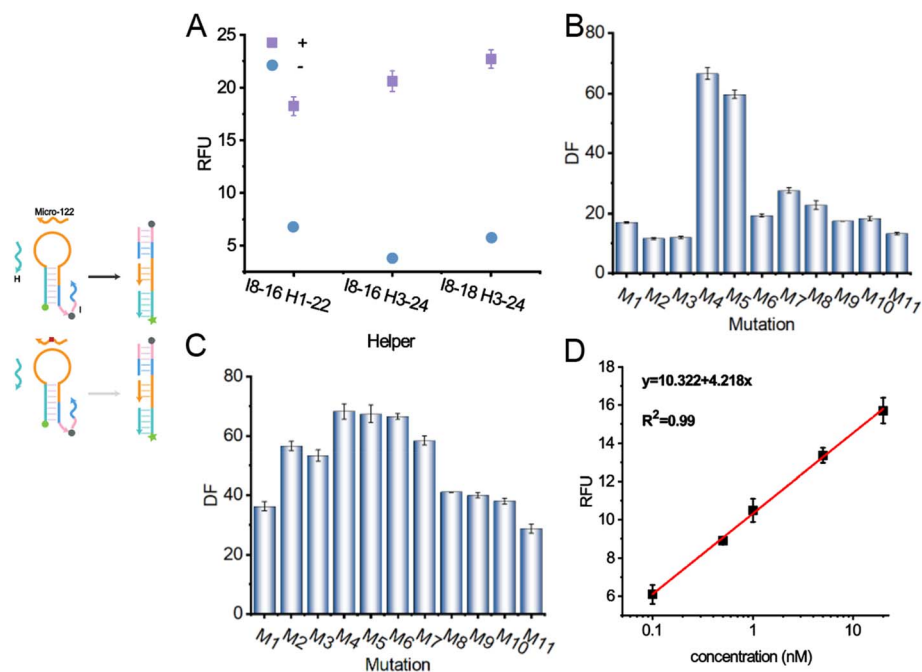 Micro-122
H
I
A
25
20
15
10
5
RFU
+
-
I8-16 H1-22
I8-16 H3-24
I8-18 H3-24
Helper
B
80
60
40
20
0
DF
M1
M2
M3
M4
M5
M6
M7
M8
M9
M10
M11
Mutation
C
80
60
40
20
0
DF
M1
M2
M3
M4
M5
M6
M7
M8
M9
M10
M11
Mutation
D
y=10.322+4.218x
R²=0.99
18
16
14
12
10
8
6
RFU
0.1
1
10
concentration (nM)